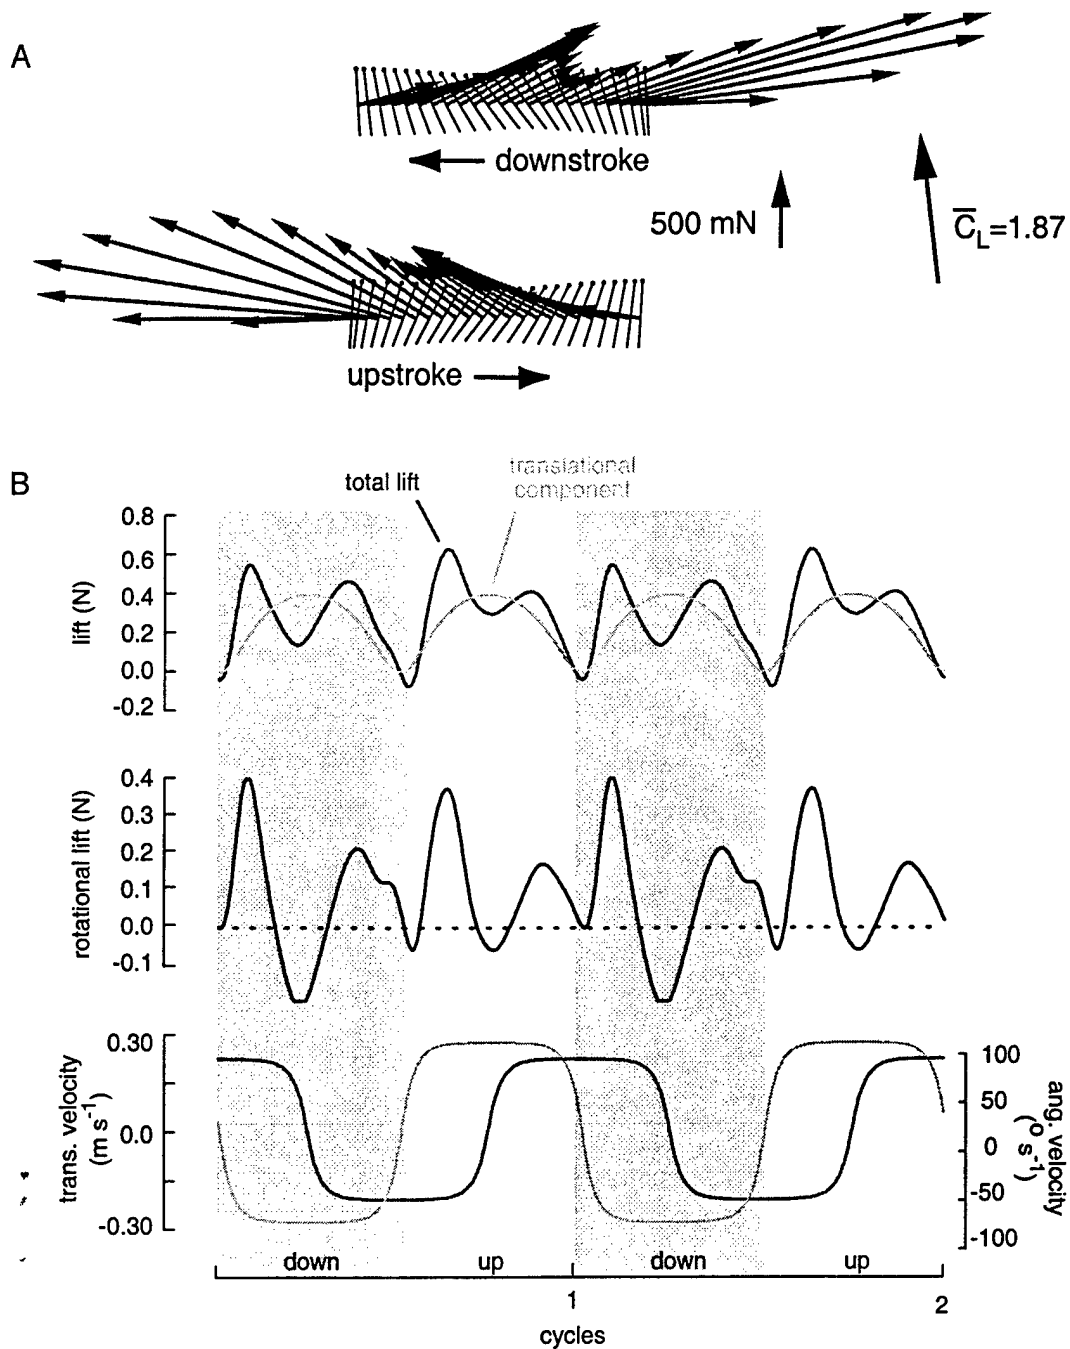 A
downstroke
500 mN
C̅L=1.87
upstroke
B
total lift
translational
component
0.8
0.6
0.4
0.2
0.0
-0.2
lift (N)
0.4
0.3
0.2
0.1
0.0
-0.1
rotational lift (N)
0.30
0.0
-0.30
trans. velocity
(m s-1)
100
50
0
-50
-100
ang. velocity
(o s-1)
down
up
down
up
1
2
cycles